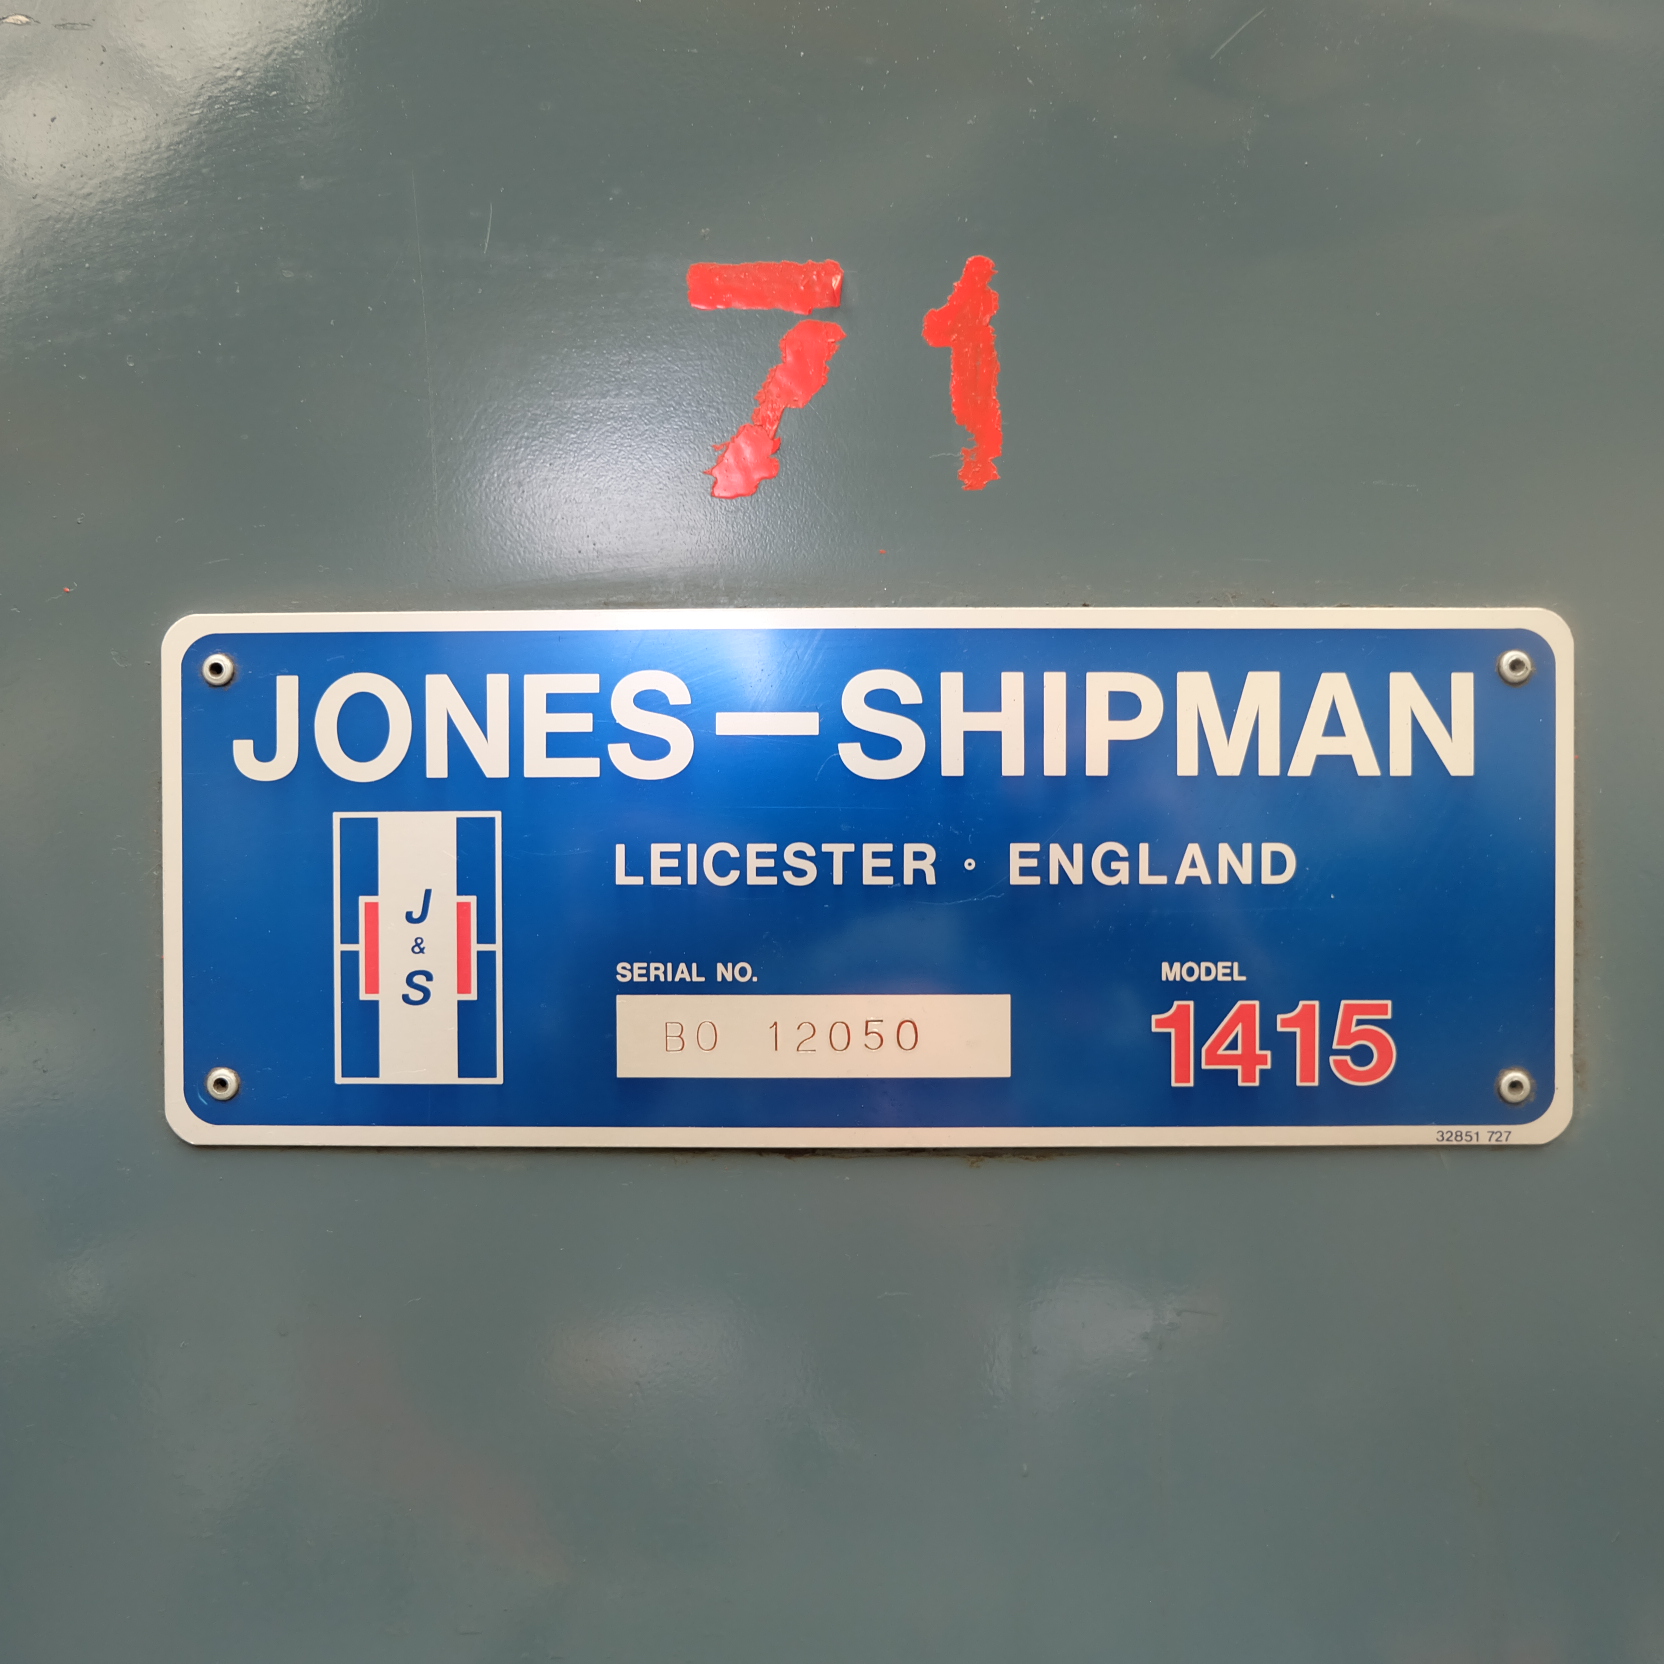 71
JONES—SHIPMAN
LEICESTER ∘ ENGLAND
J
&
S
SERIAL NO.
BO 12050
MODEL
1415
32851 727